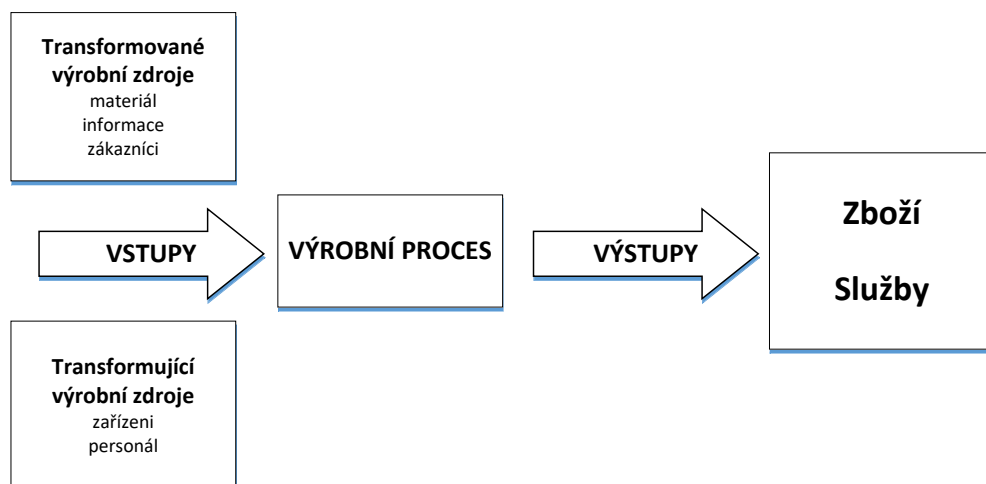 Transformované
výrobní zdroje
materiál
informace
zákazníci
VSTUPY
VÝROBNÍ PROCES
VÝSTUPY
Zboží
Služby
Transformující
výrobní zdroje
zařízeni
personál